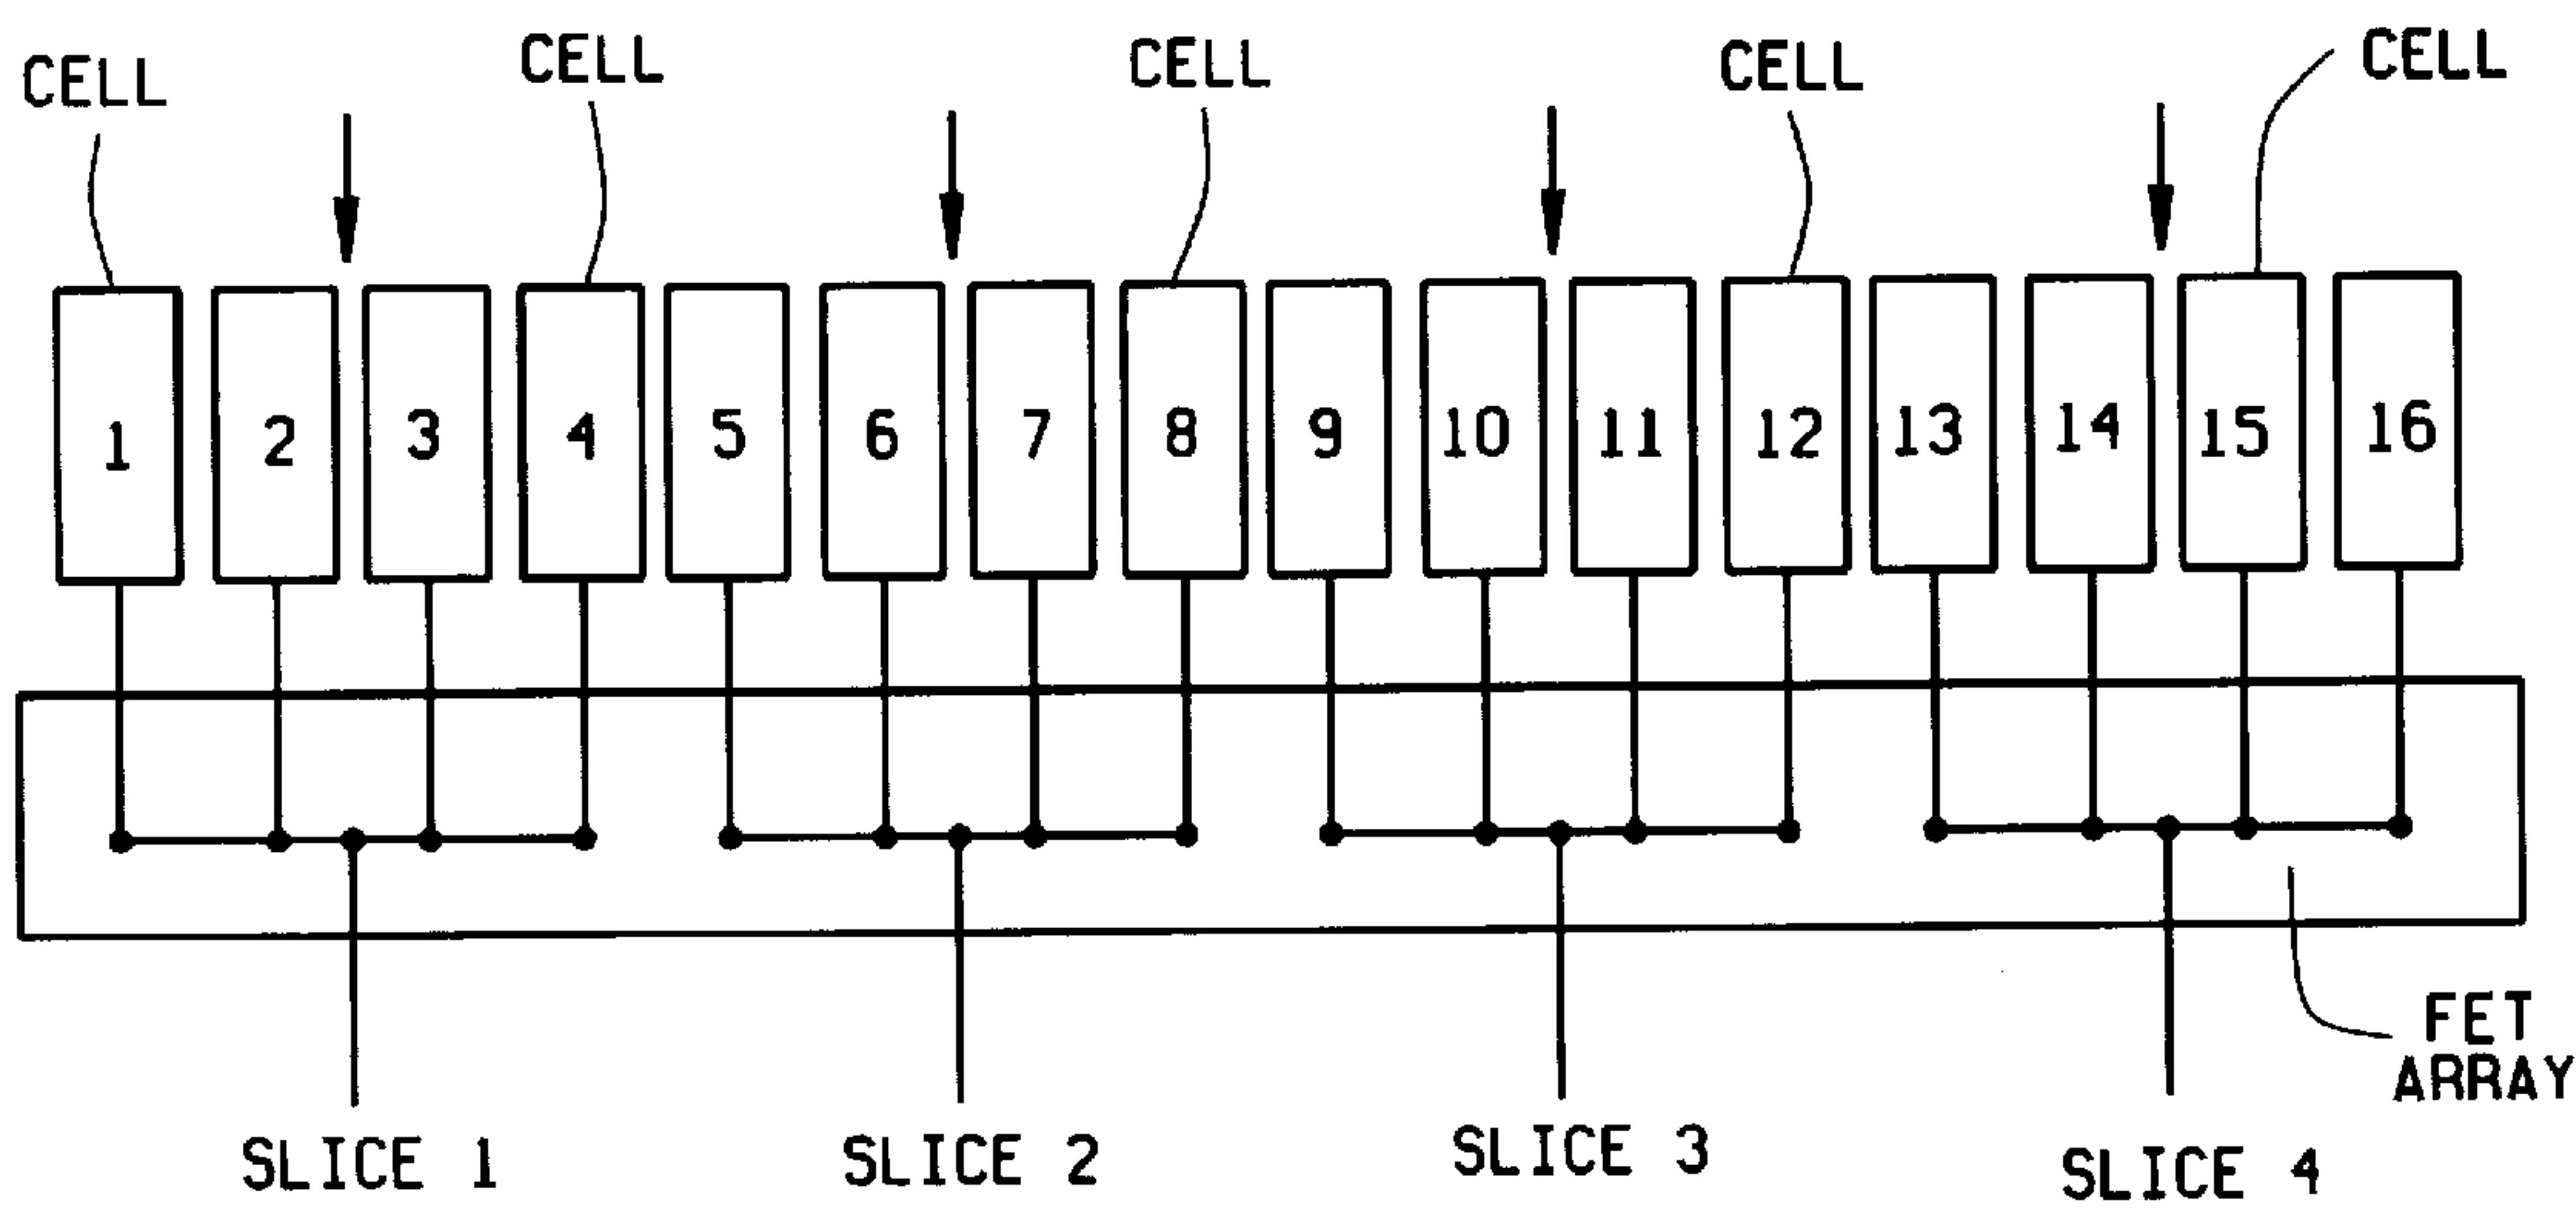 CELL CELL CELL CELL CELL
1 2 3 4 5 6 7 8 9 10 11 12 13 14 15 16
FET
ARRAY
SLICE 1 SLICE 2 SLICE 3 SLICE 4